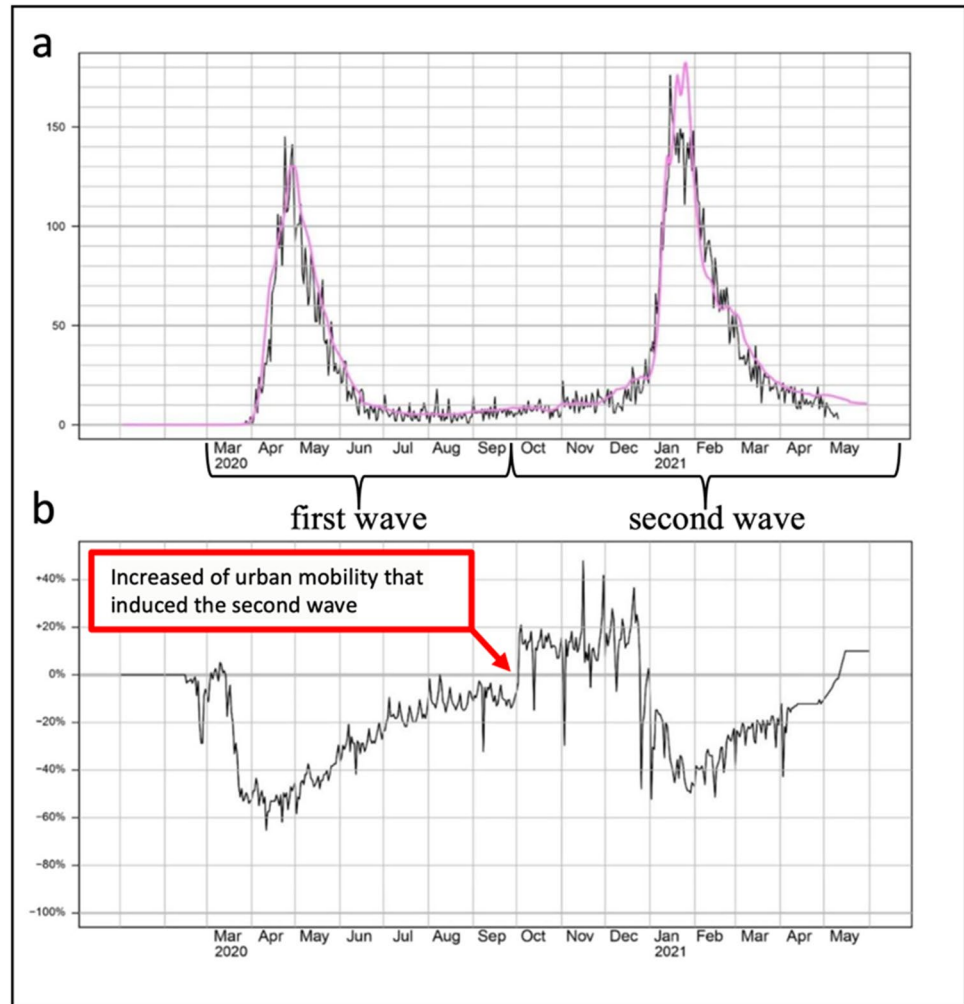 a
150
100
50
0
Mar Apr May Jun Jul Aug Sep Oct Nov Dec Jan Feb Mar Apr May
2020 2021
first wave second wave
b
+40%
Increased of urban mobility that
induced the second wave
+20%
0%
−20%
−40%
−60%
−80%
−100%
Mar Apr May Jun Jul Aug Sep Oct Nov Dec Jan Feb Mar Apr May
2020 2021